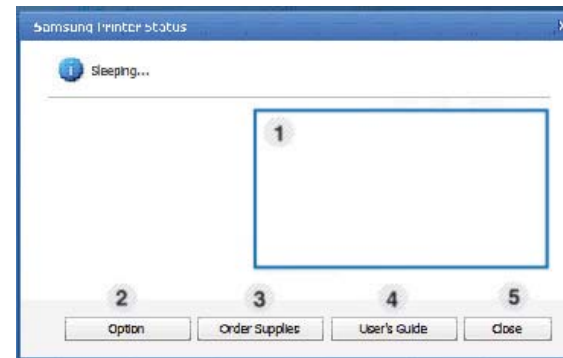 Samsung Printer Status
Sleeping...
1
2 3 4 5
Option Order Supplies User's Guide Close